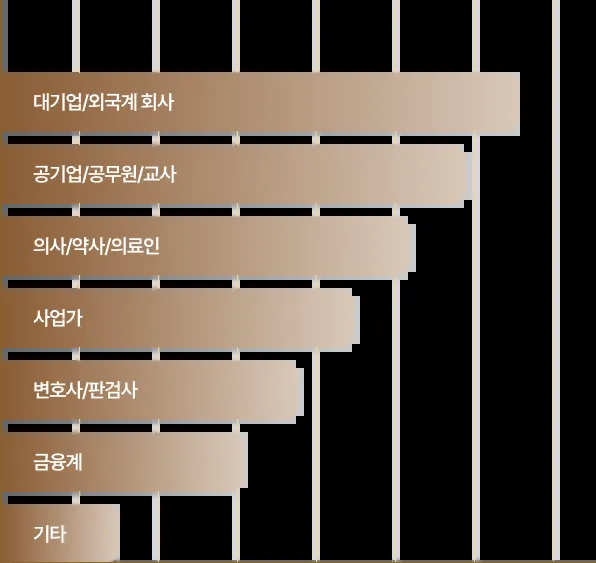 대기업/외국계 회사
공기업/공무원/교사
의사/약사/의료인
사업가
변호사/판검사
금융계
기타